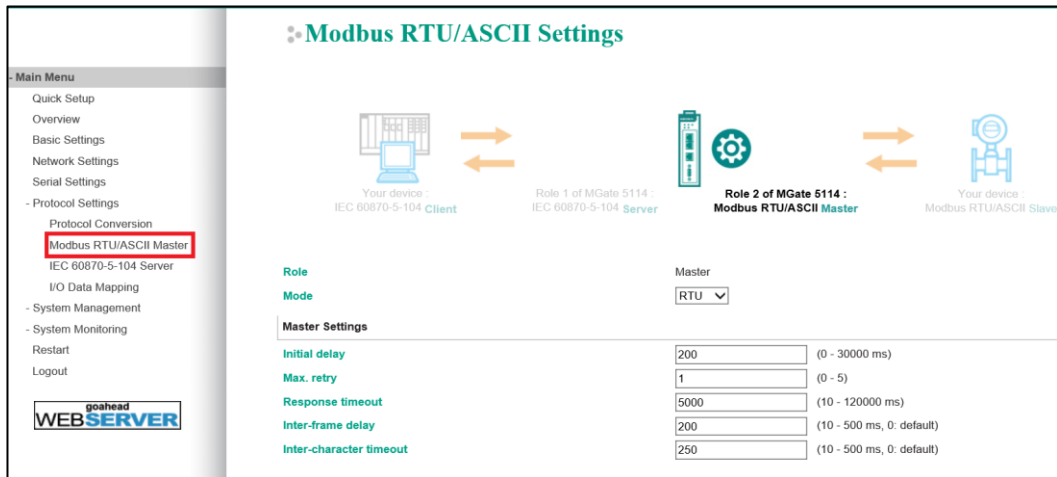 Modbus RTU/ASCII Settings
- Main Menu
Quick Setup
Overview
Basic Settings
Network Settings
Serial Settings
- Protocol Settings
Protocol Conversion
Modbus RTU/ASCII Master
IEC 60870-5-104 Server
I/O Data Mapping
- System Management
- System Monitoring
Restart
Logout
goahead
WEBSERVER
Your device :
IEC 60870-5-104 Client
Role 1 of MGate 5114 :
IEC 60870-5-104 Server
Role 2 of MGate 5114 :
Modbus RTU/ASCII Master
Your device :
Modbus RTU/ASCII Slave
Role Master
Mode RTU
Master Settings
Initial delay 200 (0 - 30000 ms)
Max. retry 1 (0 - 5)
Response timeout 5000 (10 - 120000 ms)
Inter-frame delay 200 (10 - 500 ms, 0: default)
Inter-character timeout 250 (10 - 500 ms, 0: default)